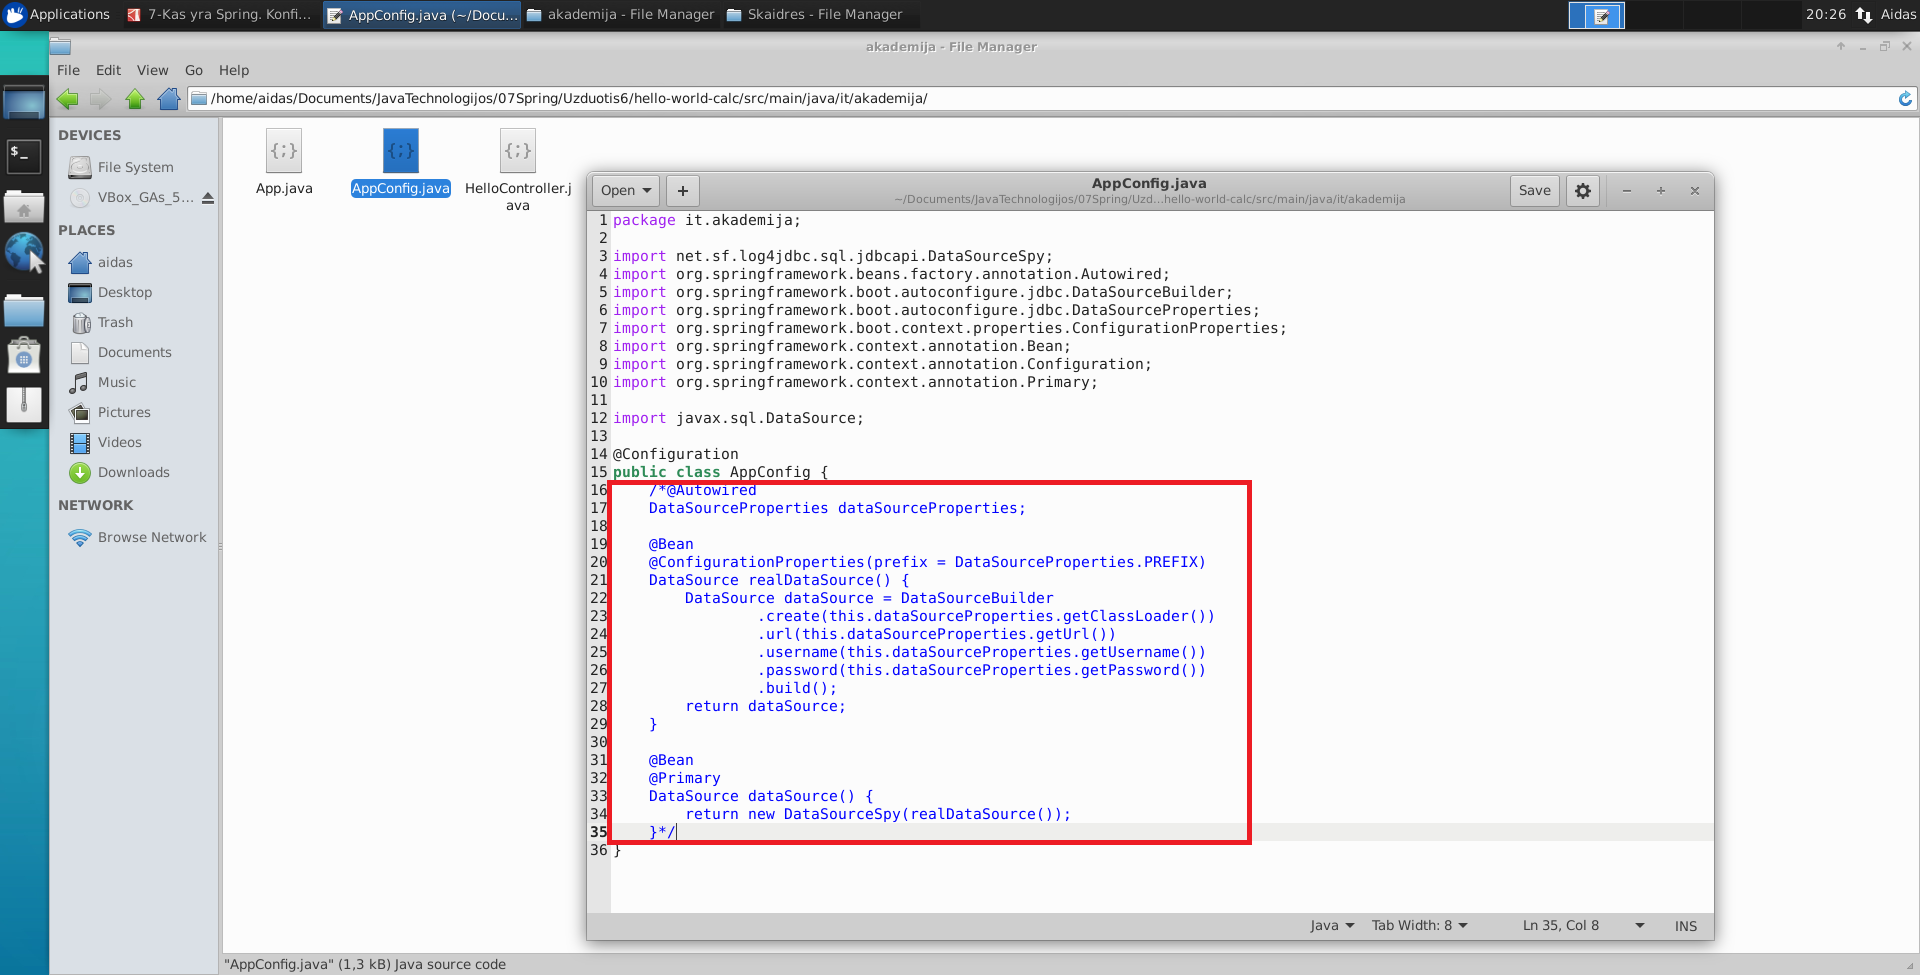 Applications
7-Kas yra Spring. Konfi...
AppConfig.java (~/Docu...
akademija - File Manager
Skaidres - File Manager
20:26
Aidas
akademija - File Manager
File Edit View Go Help
/home/aidas/Documents/JavaTechnologijos/07Spring/Uzduotis6/hello-world-calc/src/main/java/it/akademija/
DEVICES
File System
VBox_GAs_5...
PLACES
aidas
Desktop
Trash
Documents
Music
Pictures
Videos
Downloads
NETWORK
Browse Network
{;}
App.java
{;}
AppConfig.java
{;}
HelloController.j
ava
Open
+
AppConfig.java
~/Documents/JavaTechnologijos/07Spring/Uzd...hello-world-calc/src/main/java/it/akademija
Save
1 package it.akademija;
2
3 import net.sf.log4jdbc.sql.jdbcapi.DataSourceSpy;
4 import org.springframework.beans.factory.annotation.Autowired;
5 import org.springframework.boot.autoconfigure.jdbc.DataSourceBuilder;
6 import org.springframework.boot.autoconfigure.jdbc.DataSourceProperties;
7 import org.springframework.boot.context.properties.ConfigurationProperties;
8 import org.springframework.context.annotation.Bean;
9 import org.springframework.context.annotation.Configuration;
10 import org.springframework.context.annotation.Primary;
11
12 import javax.sql.DataSource;
13
14 @Configuration
15 public class AppConfig {
16     /*@Autowired
17     DataSourceProperties dataSourceProperties;
18
19     @Bean
20     @ConfigurationProperties(prefix = DataSourceProperties.PREFIX)
21     DataSource realDataSource() {
22         DataSource dataSource = DataSourceBuilder
23                 .create(this.dataSourceProperties.getClassLoader())
24                 .url(this.dataSourceProperties.getUrl())
25                 .username(this.dataSourceProperties.getUsername())
26                 .password(this.dataSourceProperties.getPassword())
27                 .build();
28         return dataSource;
29     }
30
31     @Bean
32     @Primary
33     DataSource dataSource() {
34         return new DataSourceSpy(realDataSource());
35     }*/
36 }
Java
Tab Width: 8
Ln 35, Col 8
INS
"AppConfig.java" (1,3 kB) Java source code